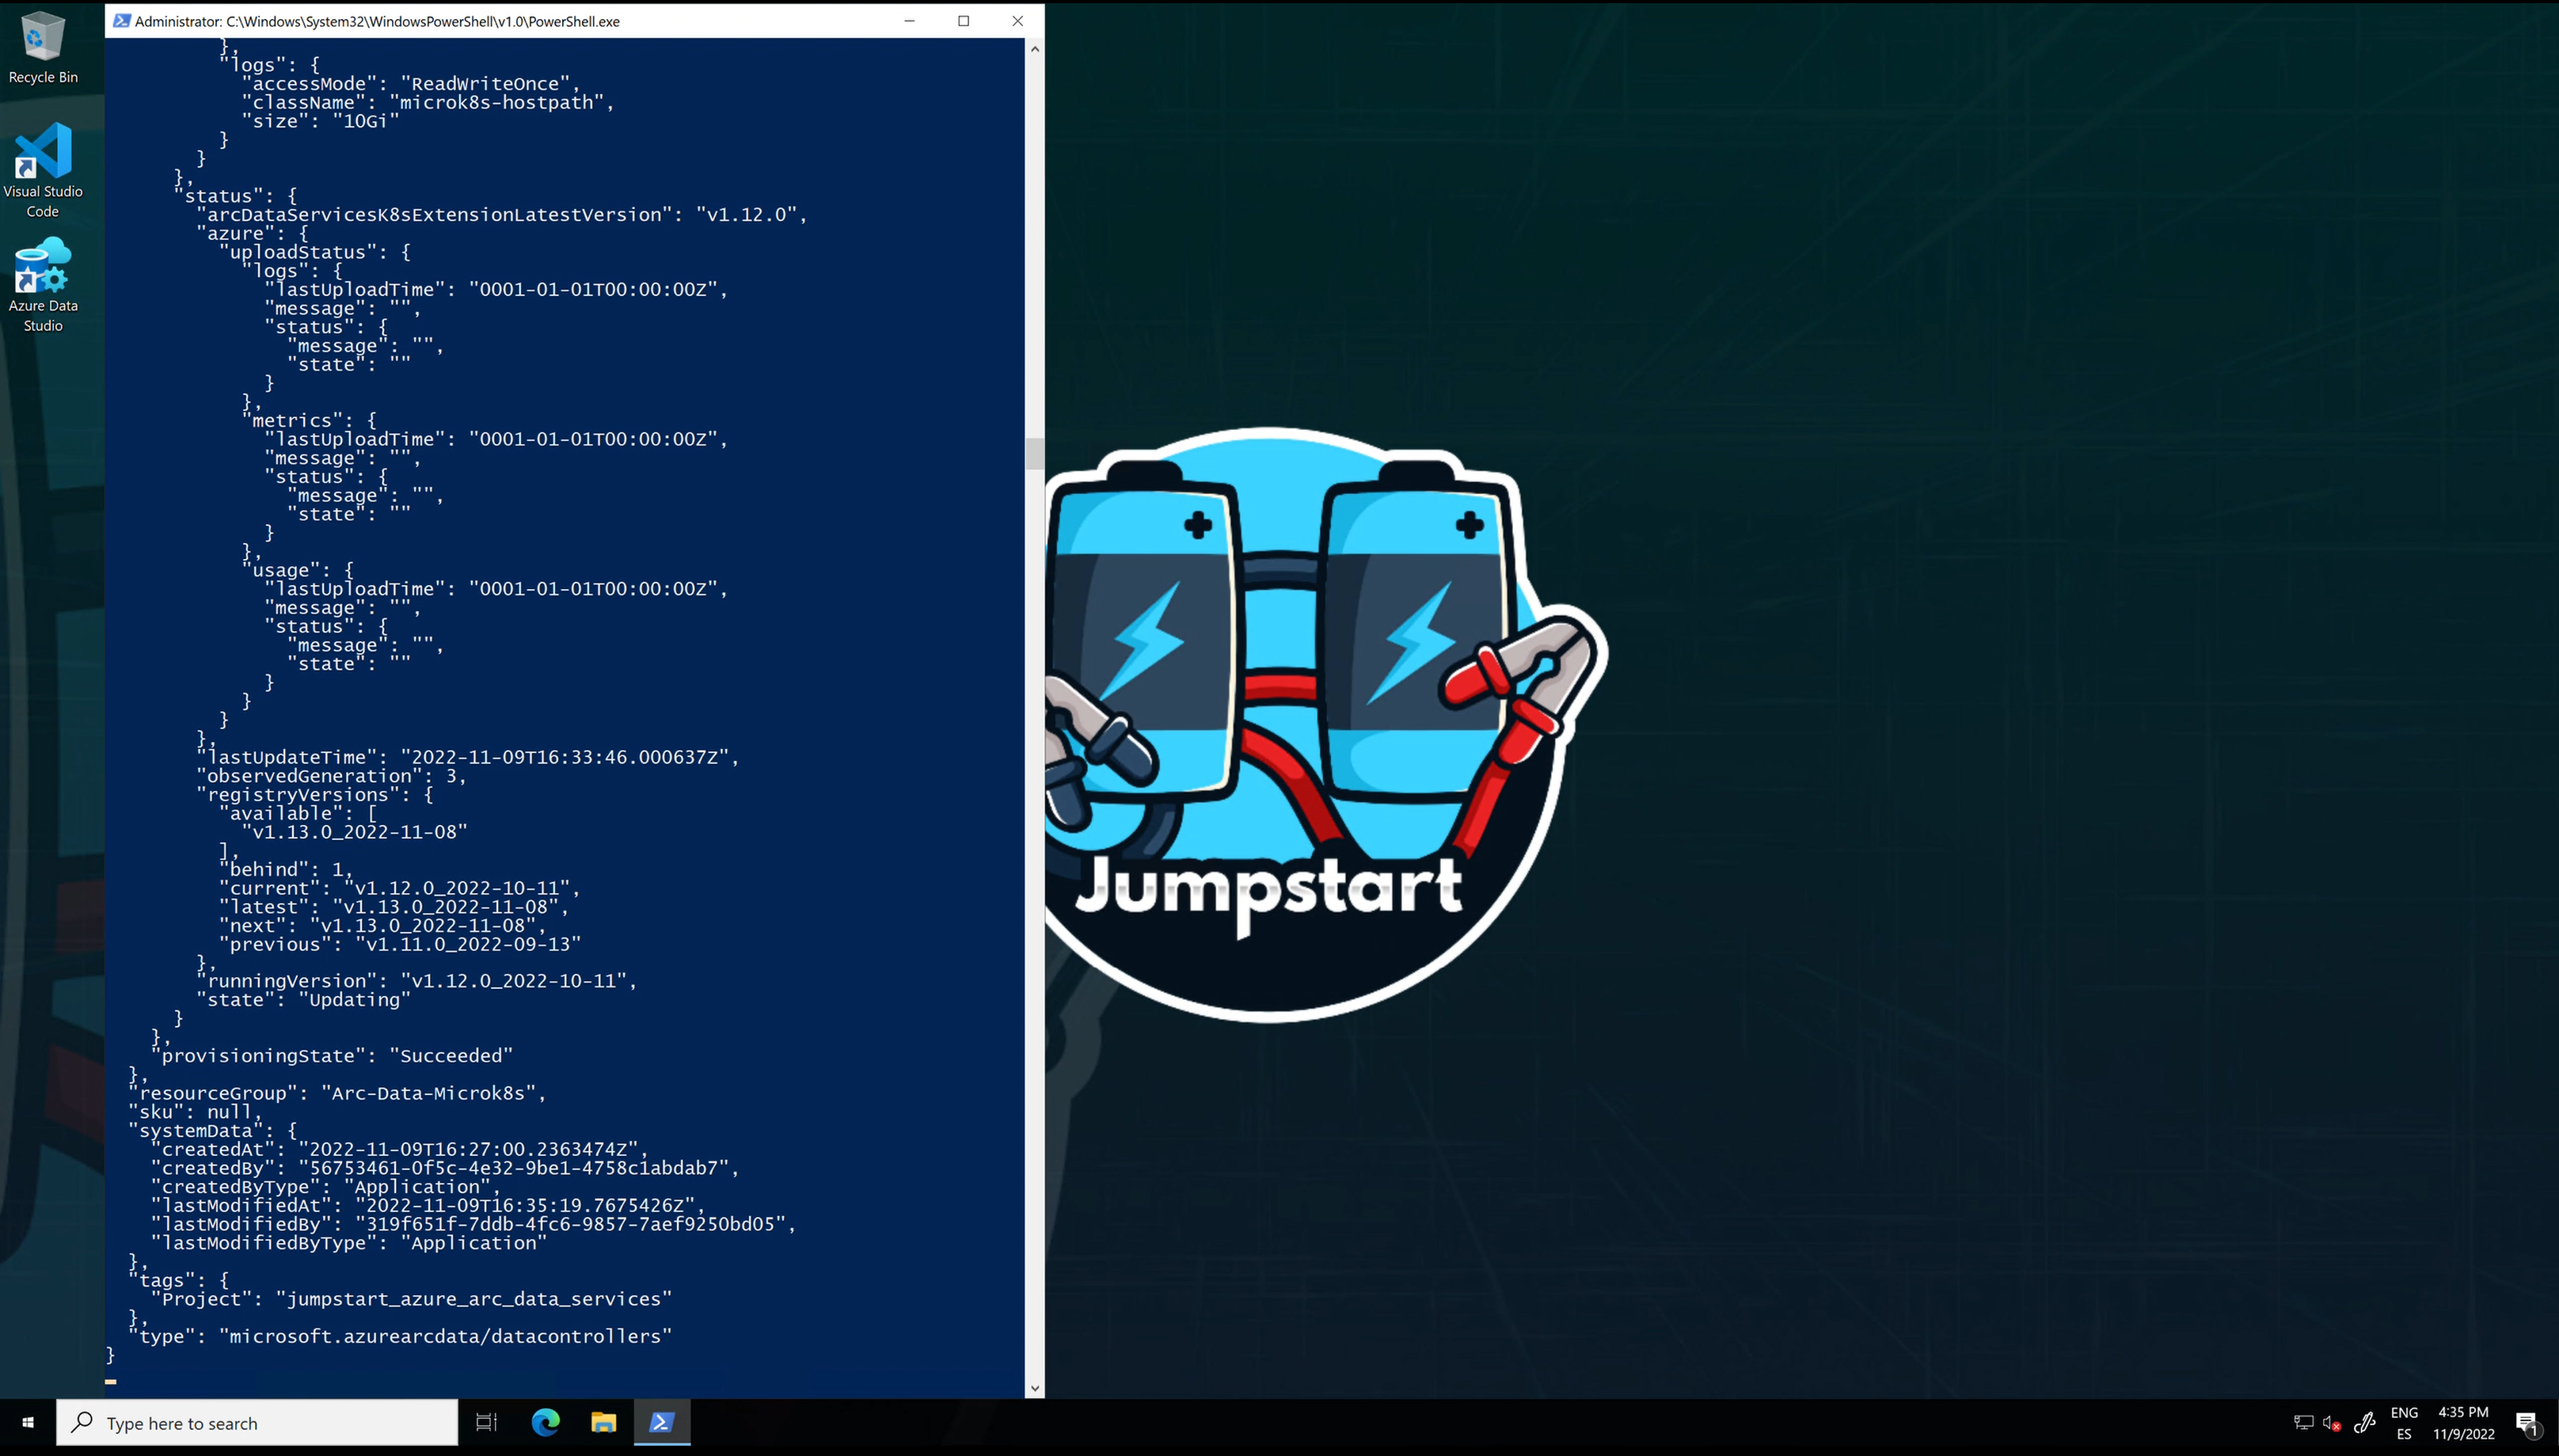 Recycle Bin
Visual Studio
Code
Azure Data
Studio
Administrator: C:\Windows\System32\WindowsPowerShell\v1.0\PowerShell.exe
},
"logs": {
"accessMode": "ReadWriteOnce",
"className": "microk8s-hostpath",
"size": "10Gi"
}
}
},
"status": {
"arcDataServicesK8sExtensionLatestVersion": "v1.12.0",
"azure": {
"uploadStatus": {
"logs": {
"lastUploadTime": "0001-01-01T00:00:00Z",
"message": "",
"status": {
"message": "",
"state": ""
}
},
"metrics": {
"lastUploadTime": "0001-01-01T00:00:00Z",
"message": "",
"status": {
"message": "",
"state": ""
}
},
"usage": {
"lastUploadTime": "0001-01-01T00:00:00Z",
"message": "",
"status": {
"message": "",
"state": ""
}
}
}
},
"lastUpdateTime": "2022-11-09T16:33:46.000637Z",
"observedGeneration": 3,
"registryVersions": {
"available": [
"v1.13.0_2022-11-08"
],
"behind": 1,
"current": "v1.12.0_2022-10-11",
"latest": "v1.13.0_2022-11-08",
"next": "v1.13.0_2022-11-08",
"previous": "v1.11.0_2022-09-13"
},
"runningVersion": "v1.12.0_2022-10-11",
"state": "Updating"
}
},
"provisioningState": "Succeeded"
},
"resourceGroup": "Arc-Data-Microk8s",
"sku": null,
"systemData": {
"createdAt": "2022-11-09T16:27:00.2363474Z",
"createdBy": "56753461-0f5c-4e32-9be1-4758c1abdab7",
"createdByType": "Application",
"lastModifiedAt": "2022-11-09T16:35:19.7675426Z",
"lastModifiedBy": "319f651f-7ddb-4fc6-9857-7aef9250bd05",
"lastModifiedByType": "Application"
},
"tags": {
"Project": "jumpstart_azure_arc_data_services"
},
"type": "microsoft.azurearcdata/datacontrollers"
}
Jumpstart
Type here to search
ENG
ES
4:35 PM
11/9/2022
1